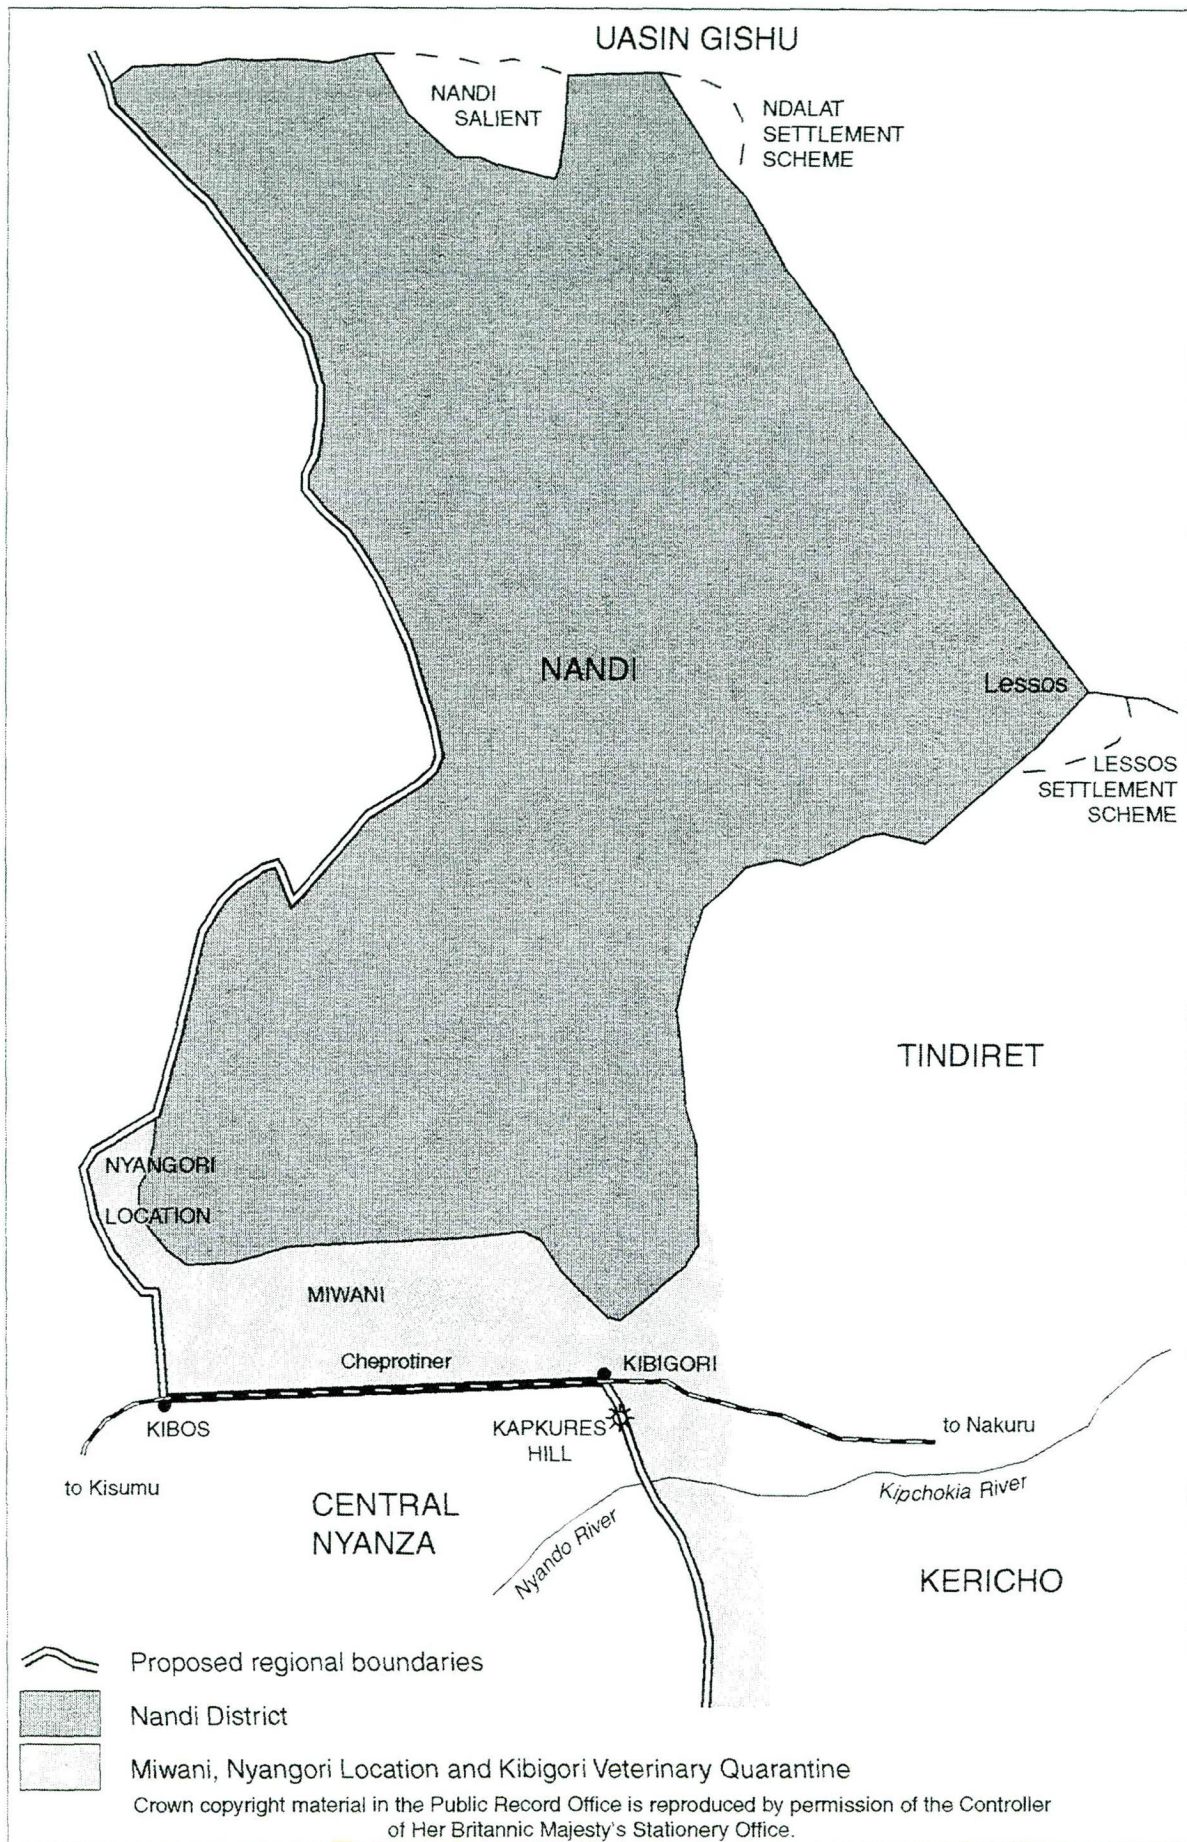 UASIN GISHU
NANDI
SALIENT
NDALAT
SETTLEMENT
SCHEME
NANDI
Lessos
LESSOS
SETTLEMENT
SCHEME
TINDIRET
NYANGORI
LOCATION
MIWANI
Cheprotiner
KIBIGORI
KIBOS
KAPKURES
HILL
to Nakuru
to Kisumu
Kipchokia River
CENTRAL
NYANZA
Nyando River
KERICHO
Proposed regional boundaries
Nandi District
Miwani, Nyangori Location and Kibigori Veterinary Quarantine
Crown copyright material in the Public Record Office is reproduced by permission of the Controller
of Her Britannic Majesty's Stationery Office.